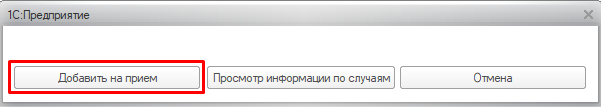 1С:Предприятие
Добавить на прием Просмотр информации по случаям Отмена